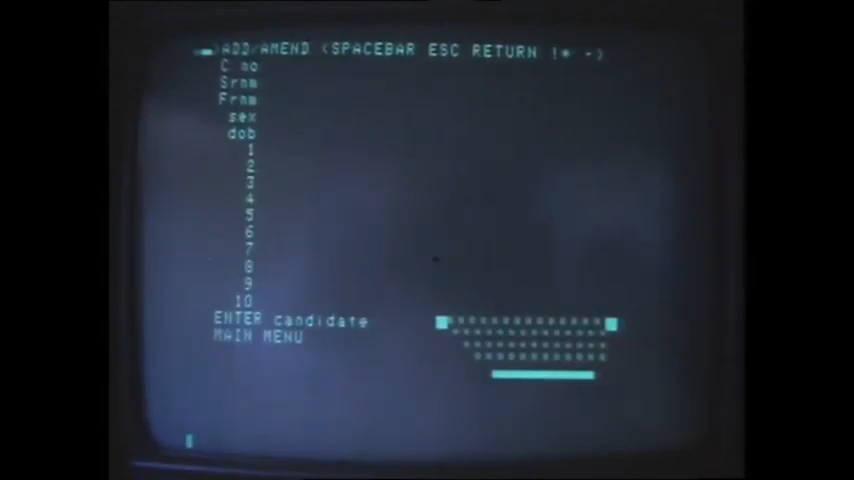 ADD/AMEND (SPACEBAR ESC RETURN !* -)
C no
Srnm
Frnm
sex
dob
1
2
3
4
5
6
7
8
9
10
ENTER candidate
MAIN MENU